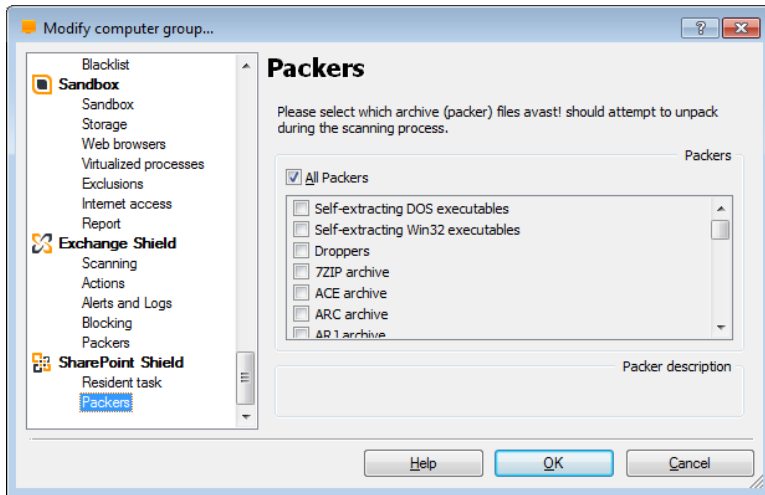 Modify computer group...
Blacklist
Sandbox
Sandbox
Storage
Web browsers
Virtualized processes
Exclusions
Internet access
Report
Exchange Shield
Scanning
Actions
Alerts and Logs
Blocking
Packers
SharePoint Shield
Resident task
Packers
Packers
Please select which archive (packer) files avast! should attempt to unpack
during the scanning process.
Packers
All Packers
Self-extracting DOS executables
Self-extracting Win32 executables
Droppers
7ZIP archive
ACE archive
ARC archive
ARJ archive
Packer description
Help
OK
Cancel